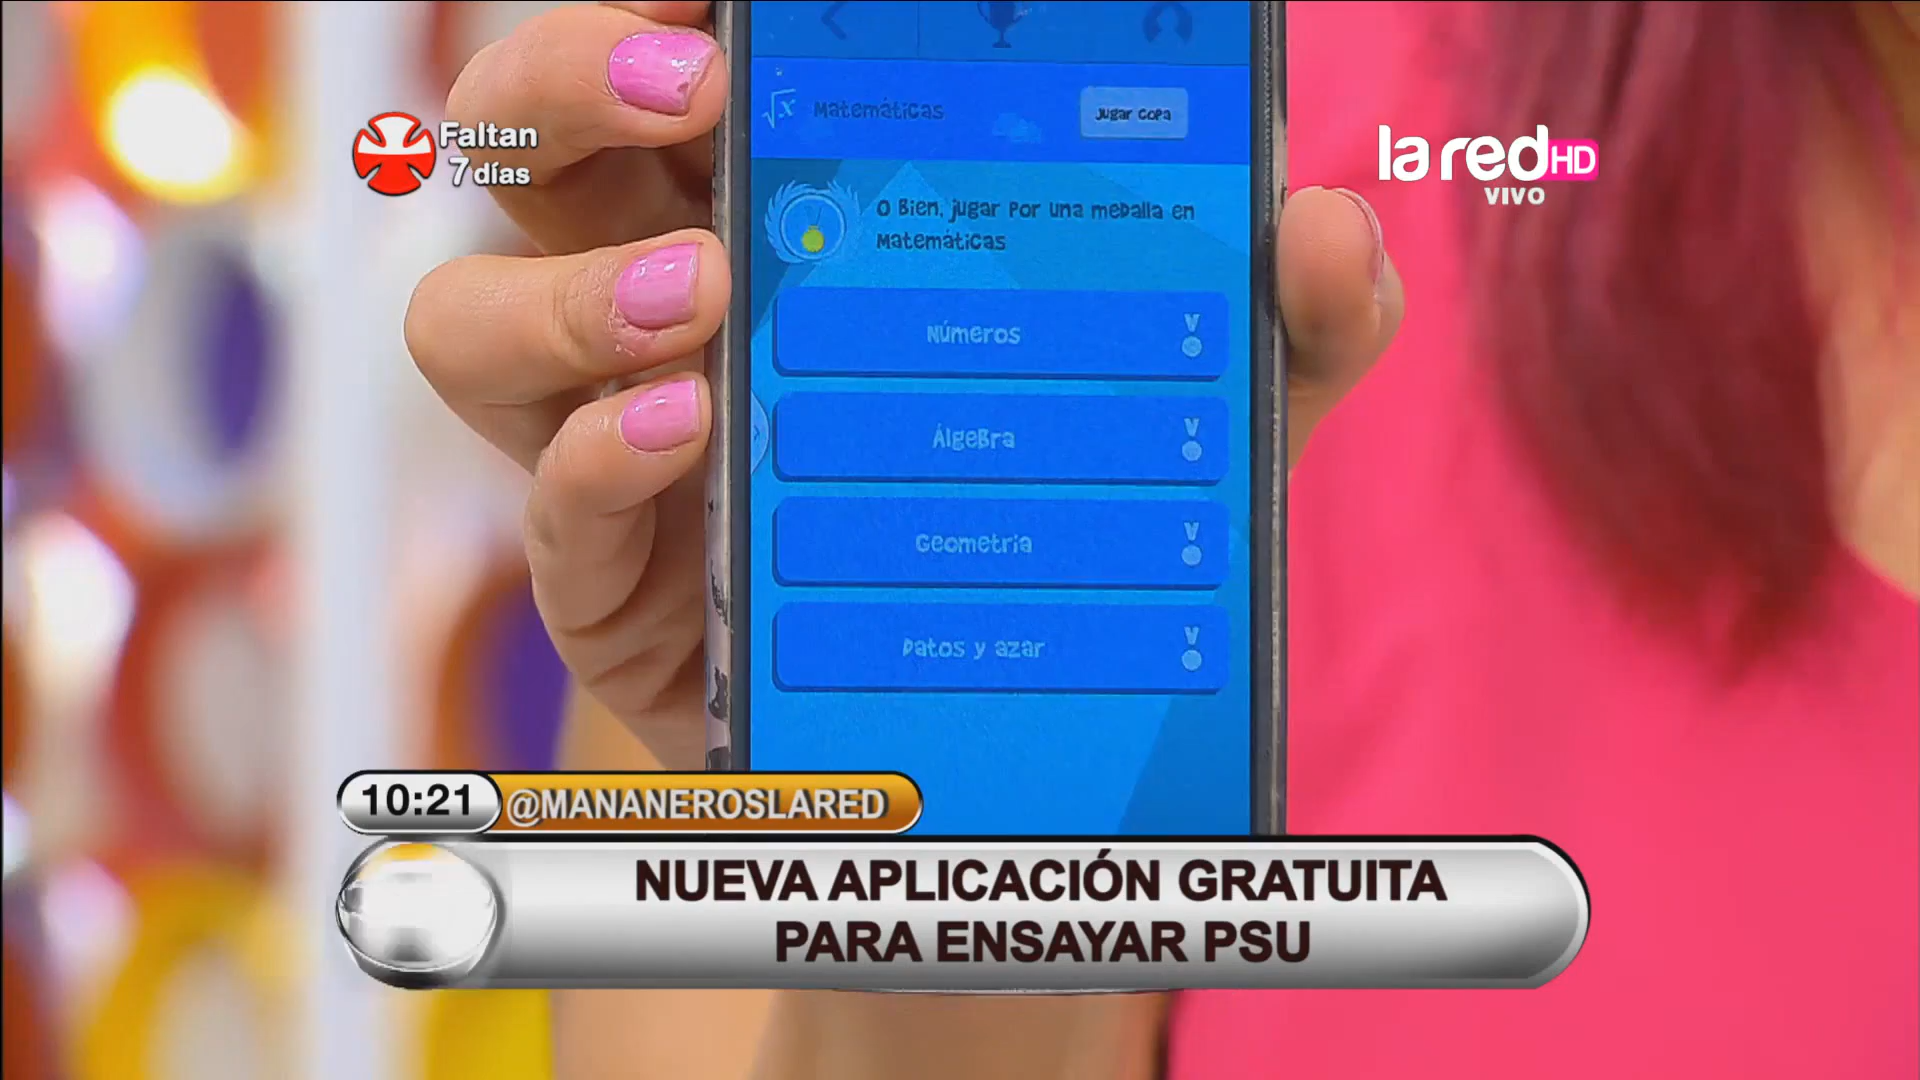 Faltan
7 días
la red HD
VIVO
√x Matemáticas
Jugar Copa
O Bien, jugar por una medalla en
Matemáticas
Números
Álgebra
Geometría
Datos y azar
10:21
@MANANEROSLARED
NUEVA APLICACIÓN GRATUITA
PARA ENSAYAR PSU